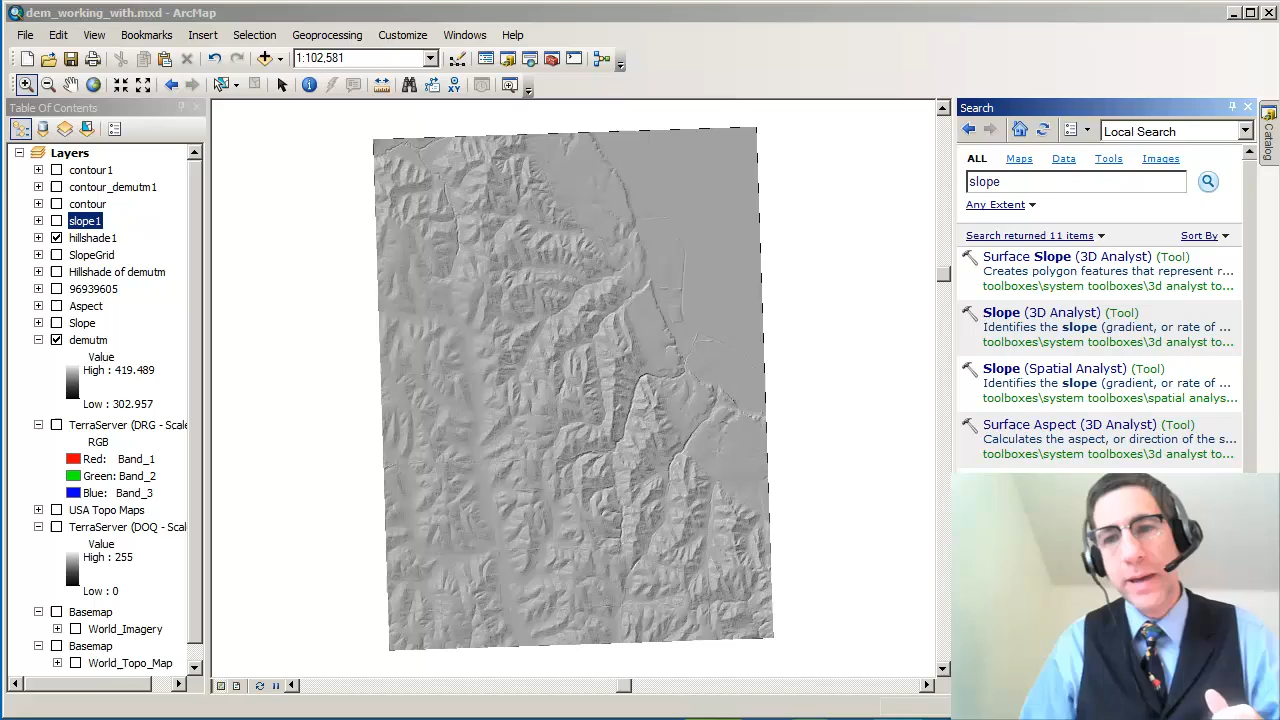 dem_working_with.mxd - ArcMap
File Edit View Bookmarks Insert Selection Geoprocessing Customize Windows Help
1:102,581
Table Of Contents
Layers
contour1
contour_demutm1
contour
slope1
hillshade1
SlopeGrid
Hillshade of demutm
96939605
Aspect
Slope
demutm
Value
High : 419.489
Low : 302.957
TerraServer (DRG - Scale
RGB
Red: Band_1
Green: Band_2
Blue: Band_3
USA Topo Maps
TerraServer (DOQ - Scale
Value
High : 255
Low : 0
Basemap
World_Imagery
Basemap
World_Topo_Map
Search
Local Search
ALL Maps Data Tools Images
slope
Any Extent
Search returned 11 items Sort By
Surface Slope (3D Analyst) (Tool)
Creates polygon features that represent r...
toolboxes\system toolboxes\3d analyst to...
Slope (3D Analyst) (Tool)
Identifies the slope (gradient, or rate of ...
toolboxes\system toolboxes\3d analyst to...
Slope (Spatial Analyst) (Tool)
Identifies the slope (gradient, or rate of ...
toolboxes\system toolboxes\spatial analys...
Surface Aspect (3D Analyst) (Tool)
Calculates the aspect, or direction of the s...
toolboxes\system toolboxes\3d analyst to...
Catalog